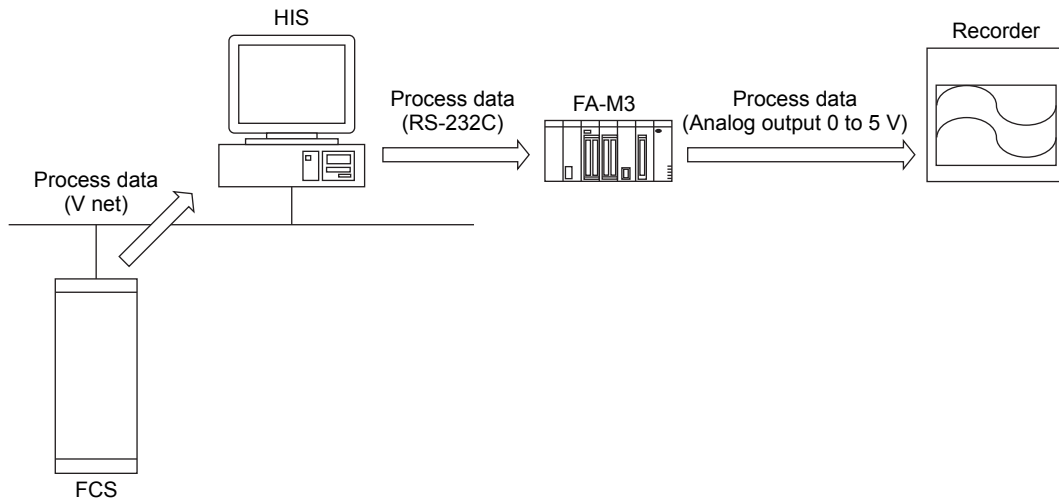 HIS
Recorder
Process data
(RS-232C)
FA-M3
Process data
(Analog output 0 to 5 V)
Process data
(V net)
FCS